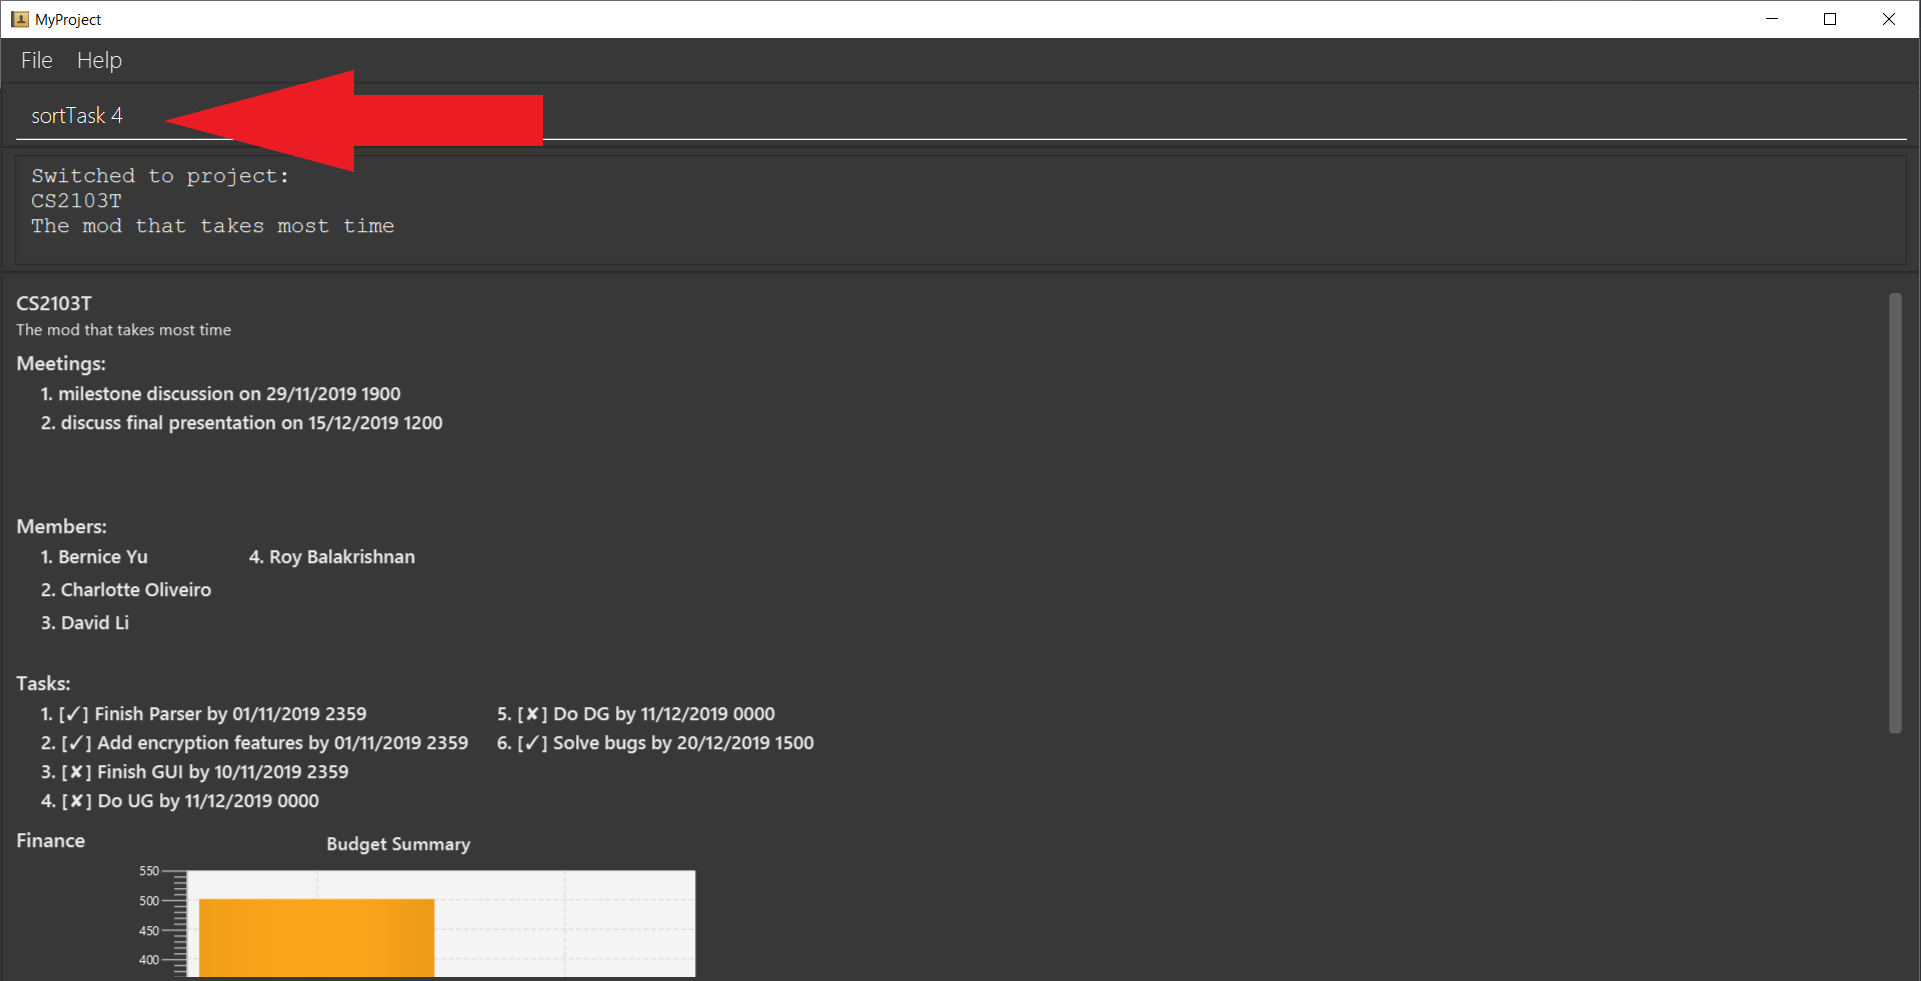 MyProject
File Help
sortTask 4
Switched to project:
CS2103T
The mod that takes most time
CS2103T
The mod that takes most time
Meetings:
1. milestone discussion on 29/11/2019 1900
2. discuss final presentation on 15/12/2019 1200
Members:
1. Bernice Yu
2. Charlotte Oliveiro
3. David Li
4. Roy Balakrishnan
Tasks:
1. [✓] Finish Parser by 01/11/2019 2359
2. [✓] Add encryption features by 01/11/2019 2359
3. [✘] Finish GUI by 10/11/2019 2359
4. [✘] Do UG by 11/12/2019 0000
5. [✘] Do DG by 11/12/2019 0000
6. [✓] Solve bugs by 20/12/2019 1500
Finance
Budget Summary
550
500
450
400